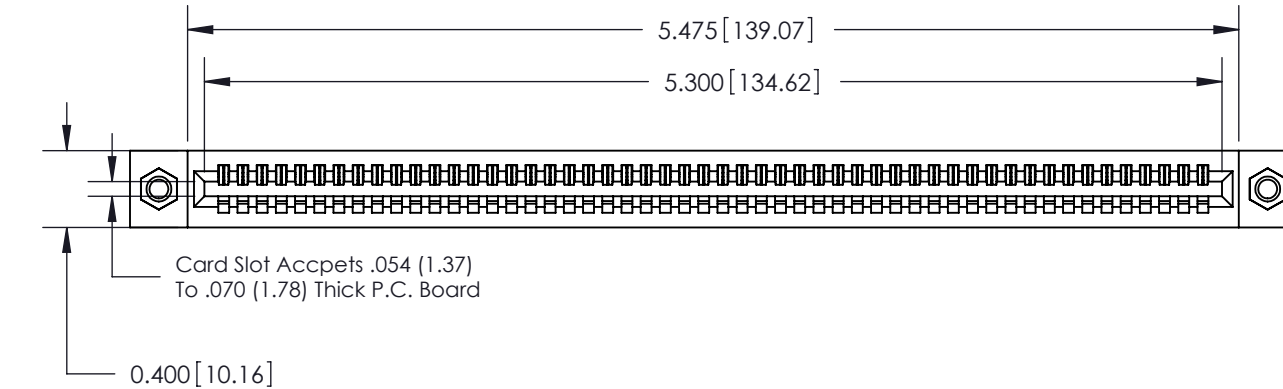 5.475[139.07]
5.300[134.62]
Card Slot Accpets .054 (1.37)
To .070 (1.78) Thick P.C. Board
0.400[10.16]